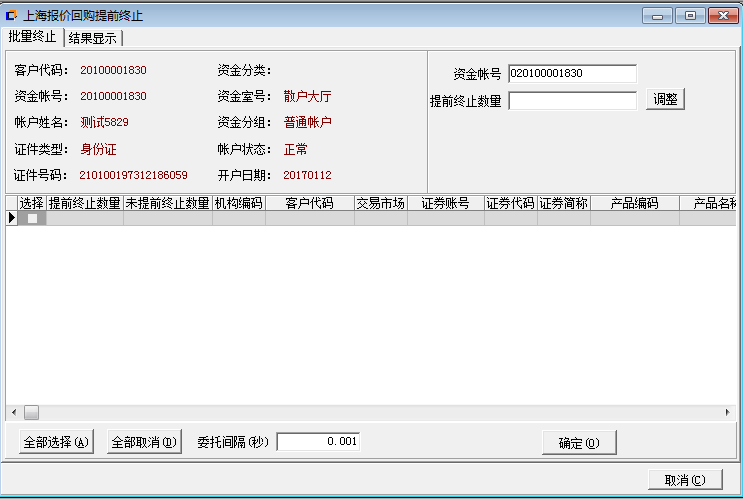 上海报价回购提前终止
批量终止 结果显示
客户代码: 20100001830 资金分类:
资金帐号: 20100001830 资金室号: 散户大厅
帐户姓名: 测试5829 资金分组: 普通帐户
证件类型: 身份证 帐户状态: 正常
证件号码: 210100197312186059 开户日期: 20170112
资金帐号 020100001830
提前终止数量 调整
选择 提前终止数量 未提前终止数量 机构编码 客户代码 交易市场 证券账号 证券代码 证券简称 产品编码 产品名称
全部选择(A) 全部取消(D) 委托间隔(秒) 0.001 确定(O)
取消(C)